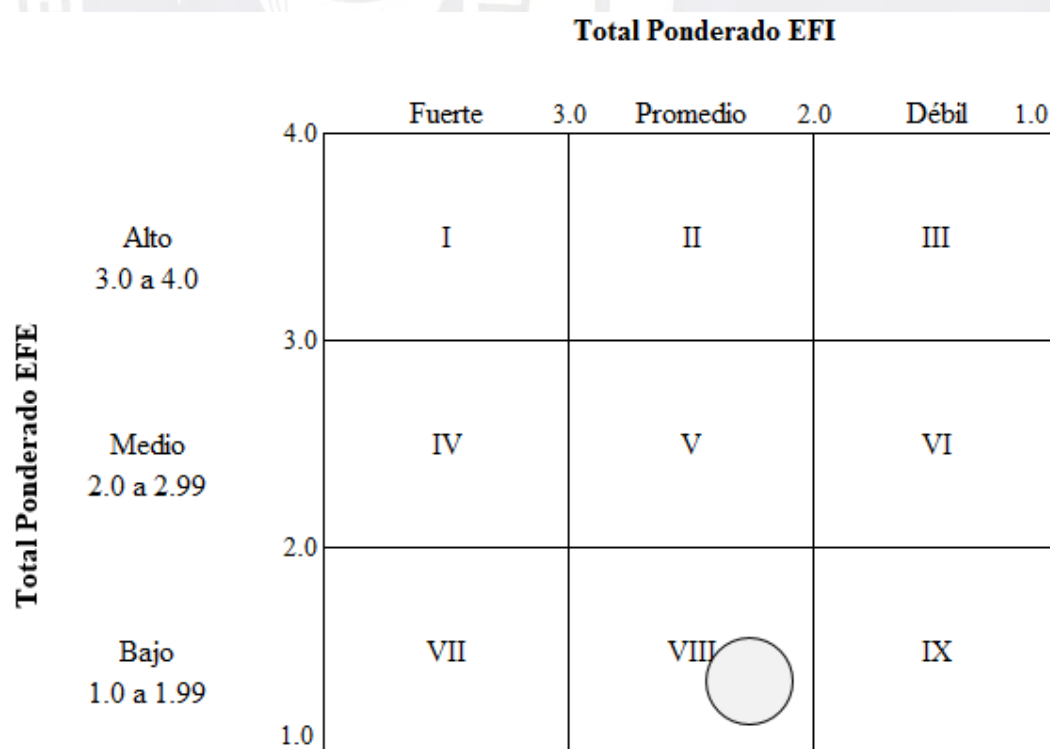 Total Ponderado EFI
Fuerte 3.0 Promedio 2.0 Débil 1.0
4.0
Alto I II III
3.0 a 4.0
3.0
Total Ponderado EFE
Medio IV V VI
2.0 a 2.99
2.0
Bajo VII VIII IX
1.0 a 1.99
1.0